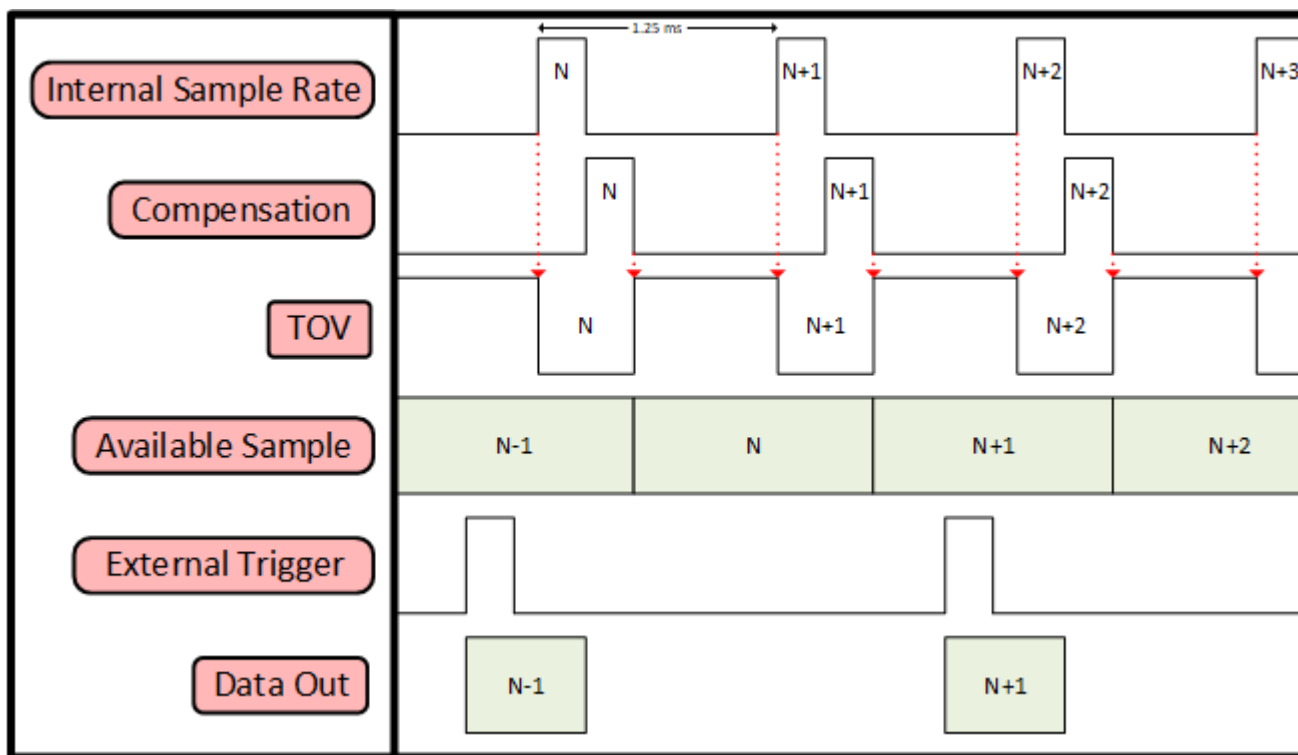 1.25 ms
Internal Sample Rate
N
N+1
N+2
N+3
Compensation
N
N+1
N+2
TOV
N
N+1
N+2
Available Sample
N-1
N
N+1
N+2
External Trigger
Data Out
N-1
N+1